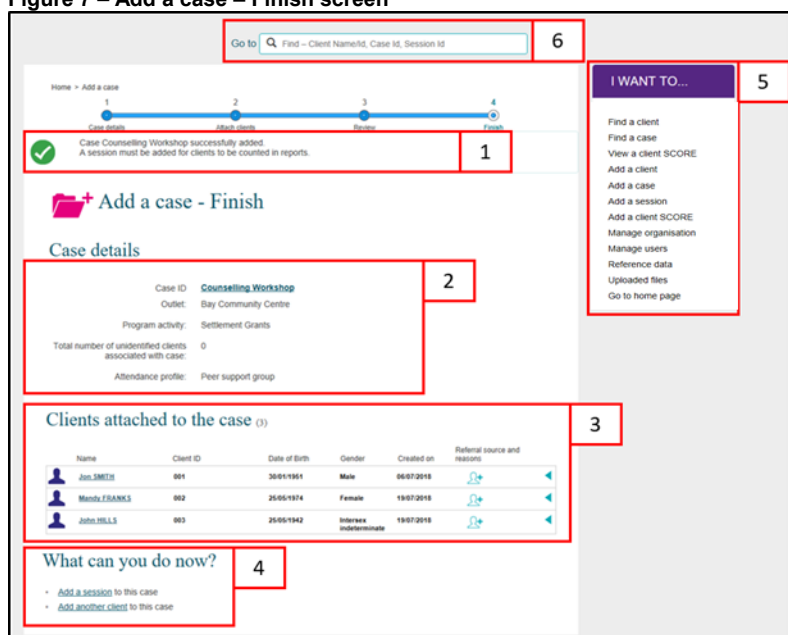 Figure 7 – Add a case – Finish screen
Go to Find – Client Name/Id, Case Id, Session Id
6
I WANT TO...
5
Home > Add a case
1 2 3 4
Case details Attach clients Review Finish
Case Counselling Workshop successfully added.
A session must be added for clients to be counted in reports.
1
Find a client
Find a case
View a client SCORE
Add a client
Add a case
Add a session
Add a client SCORE
Manage organisation
Manage users
Reference data
Uploaded files
Go to home page
Add a case - Finish
Case details
2
Case ID Counselling Workshop
Outlet: Bay Community Centre
Program activity: Settlement Grants
Total number of unidentified clients
associated with case: 0
Attendance profile: Peer support group
Clients attached to the case (3)
3
Name Client ID Date of Birth Gender Created on Referral source and
reasons
Jon SMITH 001 30/01/1951 Male 06/07/2018
Mandy FRANKS 002 25/05/1974 Female 19/07/2018
John HILLS 003 25/05/1942 Intersex 19/07/2018
indeterminate
What can you do now?
4
Add a session to this case
Add another client to this case